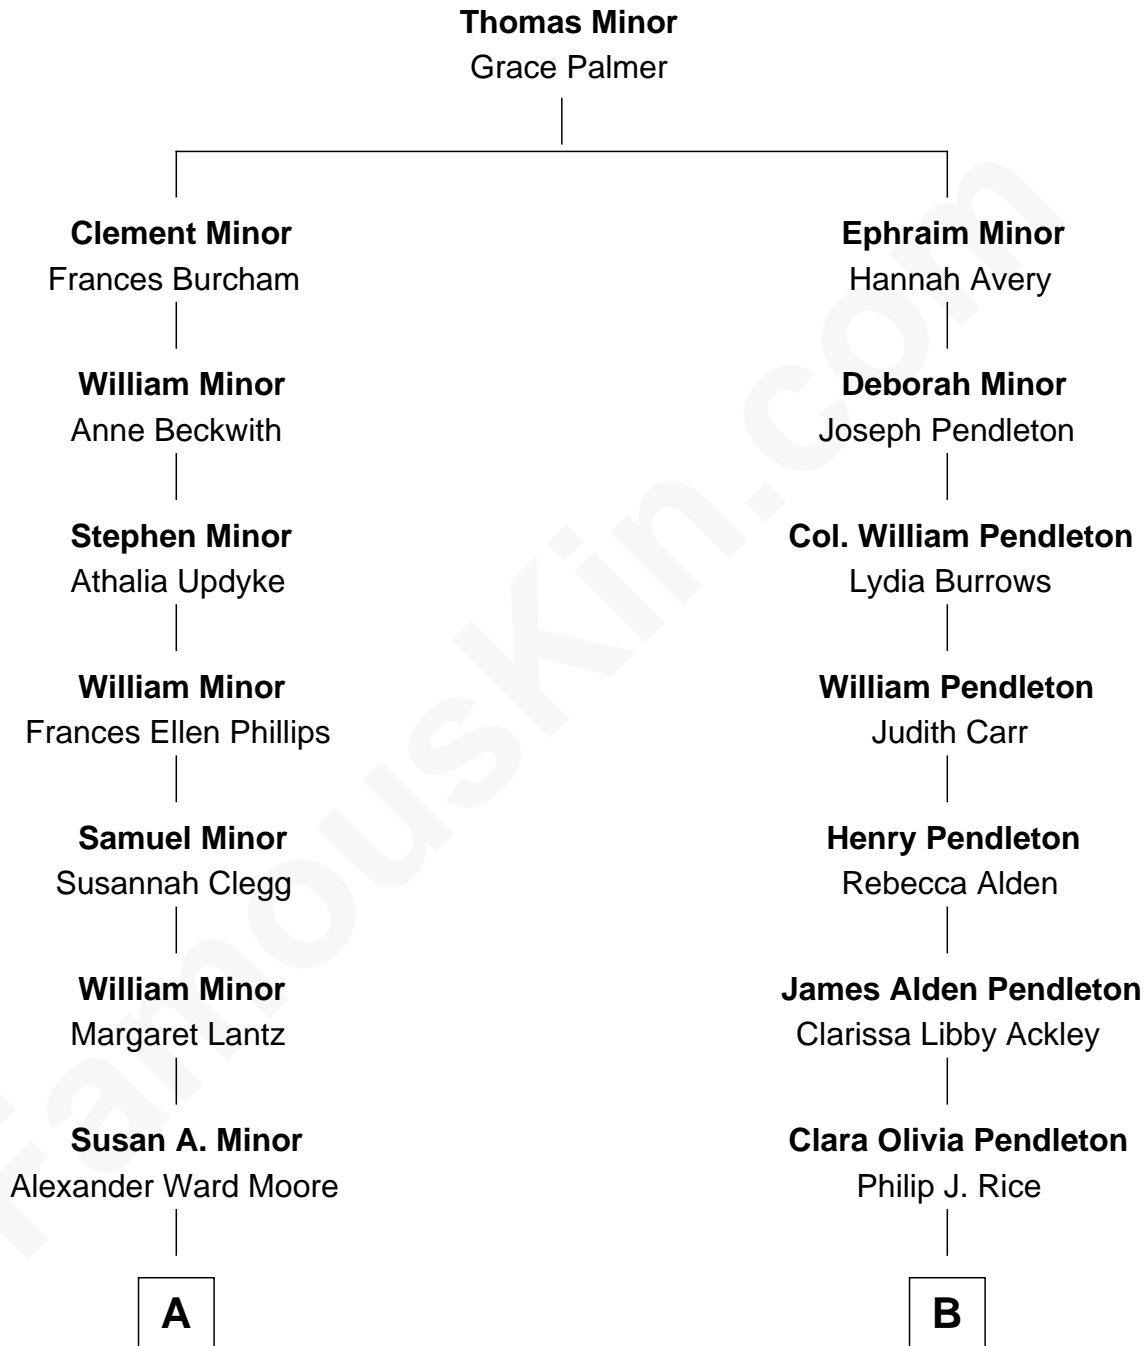 Thomas Minor
Grace Palmer
Clement Minor
Frances Burcham
William Minor
Anne Beckwith
Stephen Minor
Athalia Updyke
William Minor
Frances Ellen Phillips
Samuel Minor
Susannah Clegg
William Minor
Margaret Lantz
Susan A. Minor
Alexander Ward Moore
A
Ephraim Minor
Hannah Avery
Deborah Minor
Joseph Pendleton
Col. William Pendleton
Lydia Burrows
William Pendleton
Judith Carr
Henry Pendleton
Rebecca Alden
James Alden Pendleton
Clarissa Libby Ackley
Clara Olivia Pendleton
Philip J. Rice
B
FamousKin.com